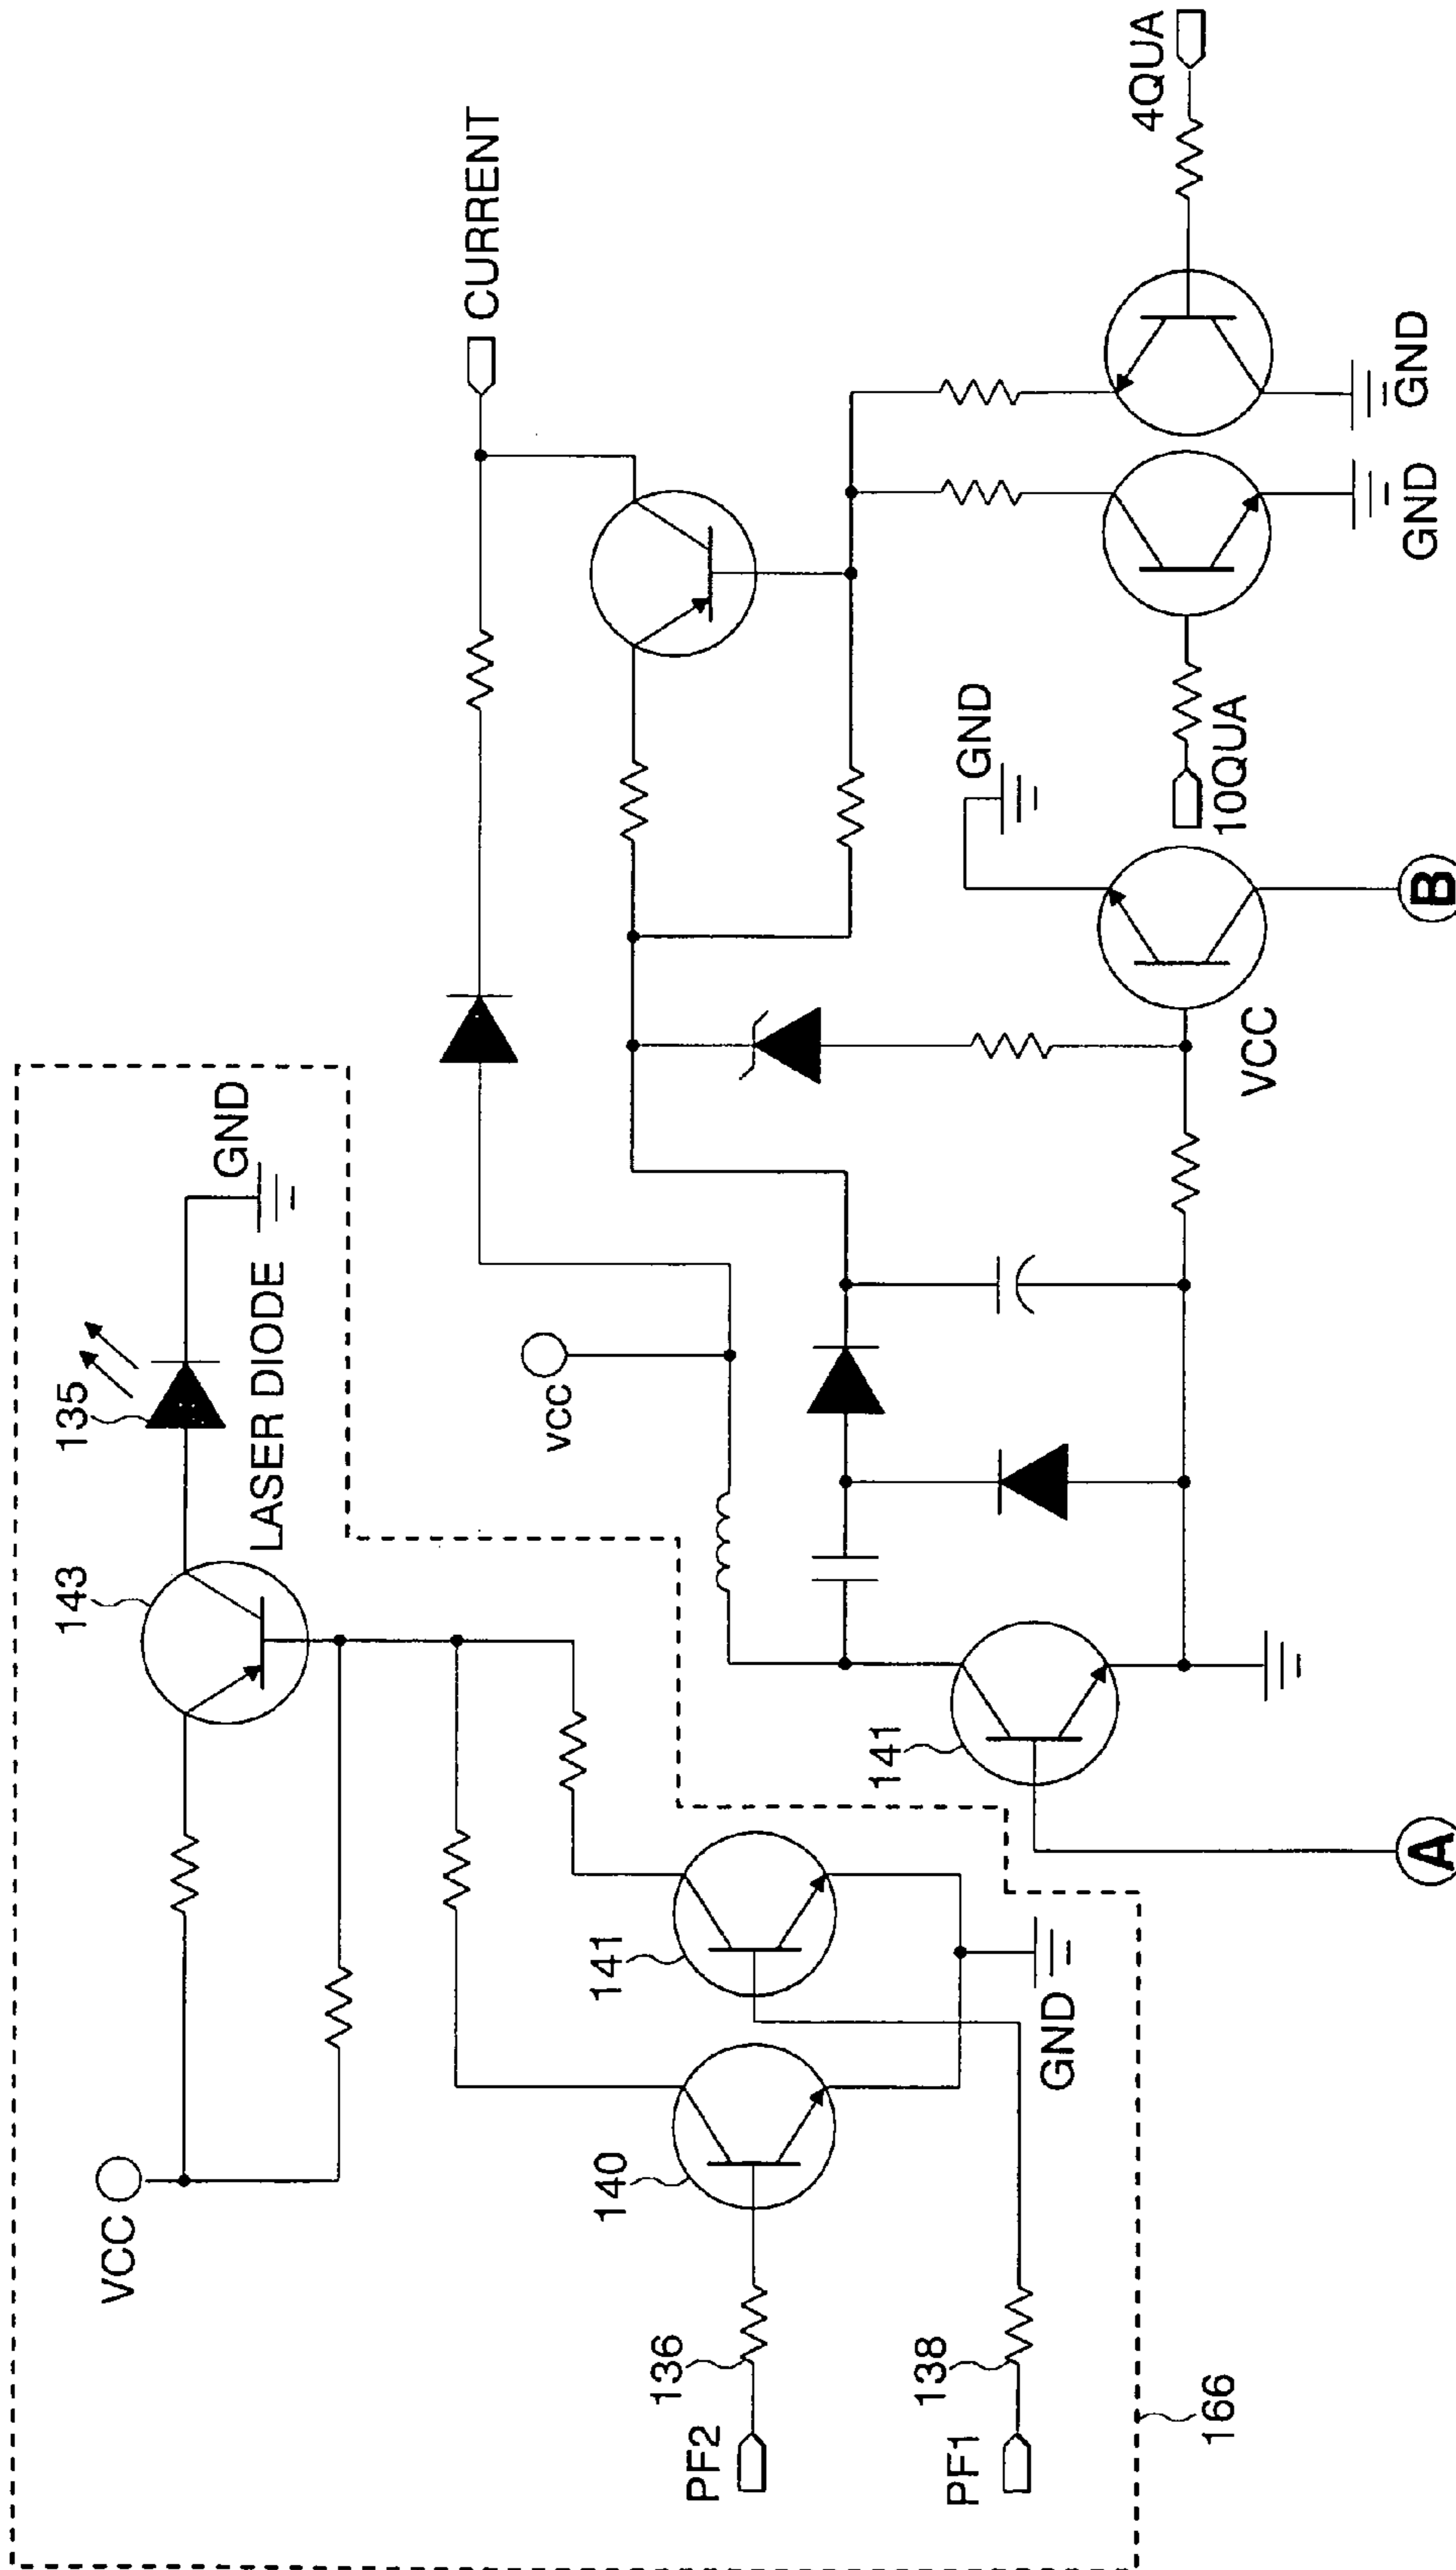 VCC
143
135
LASER DIODE
GND
PF2
136
140
141
PF1
138
GND
166
vcc
CURRENT
141
A
VCC
GND
B
10QUA
GND
GND
4QUA